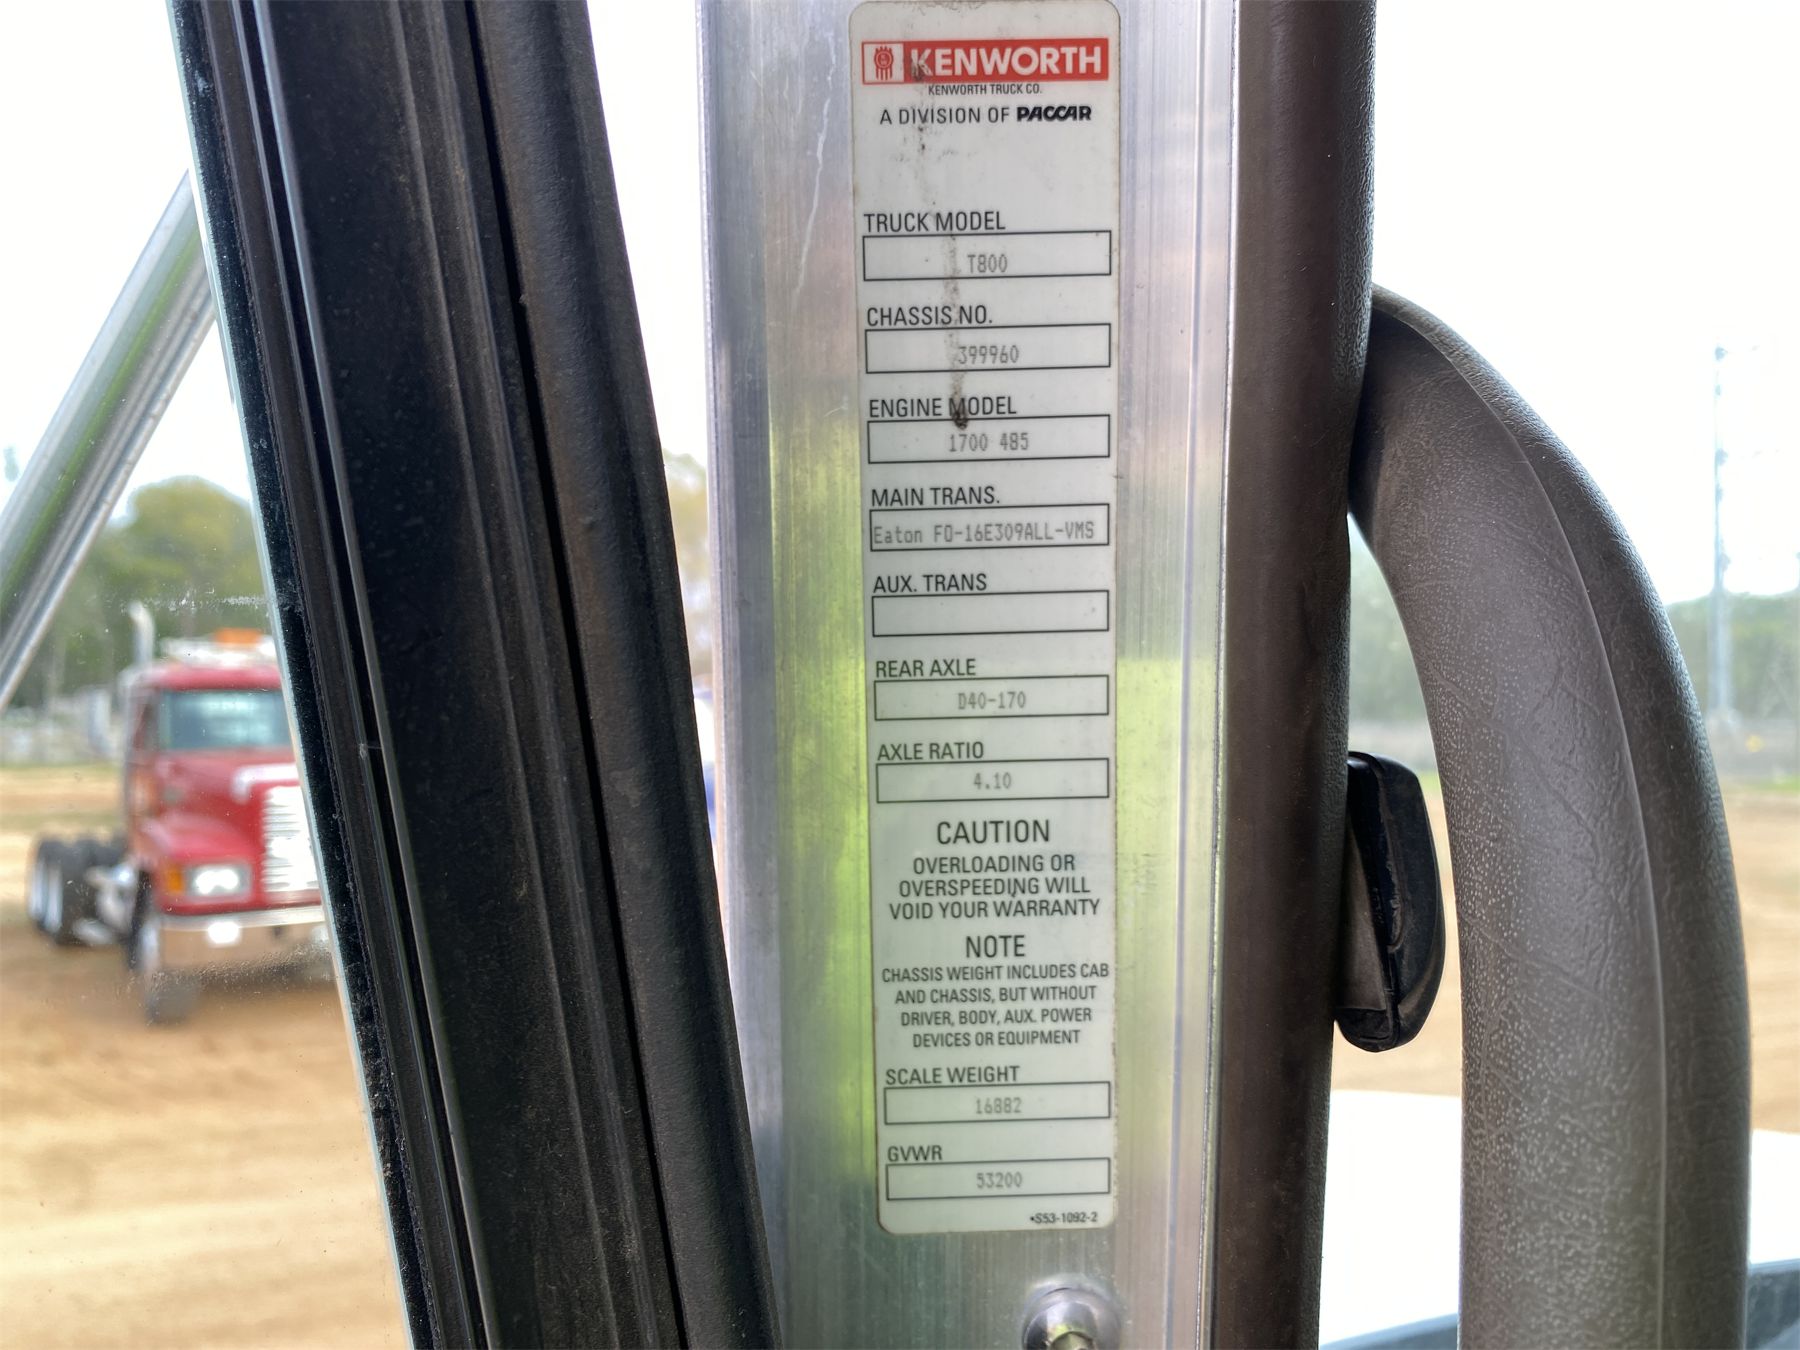 KENWORTH
KENWORTH TRUCK CO.
A DIVISION OF PACCAR
TRUCK MODEL
T800
CHASSIS NO.
399960
ENGINE MODEL
1700 485
MAIN TRANS.
Eaton FO-16E309ALL-VMS
AUX. TRANS
REAR AXLE
D40-170
AXLE RATIO
4.10
CAUTION
OVERLOADING OR
OVERSPEEDING WILL
VOID YOUR WARRANTY
NOTE
CHASSIS WEIGHT INCLUDES CAB
AND CHASSIS, BUT WITHOUT
DRIVER, BODY, AUX. POWER
DEVICES OR EQUIPMENT
SCALE WEIGHT
16882
GVWR
53200
•S53-1092-2